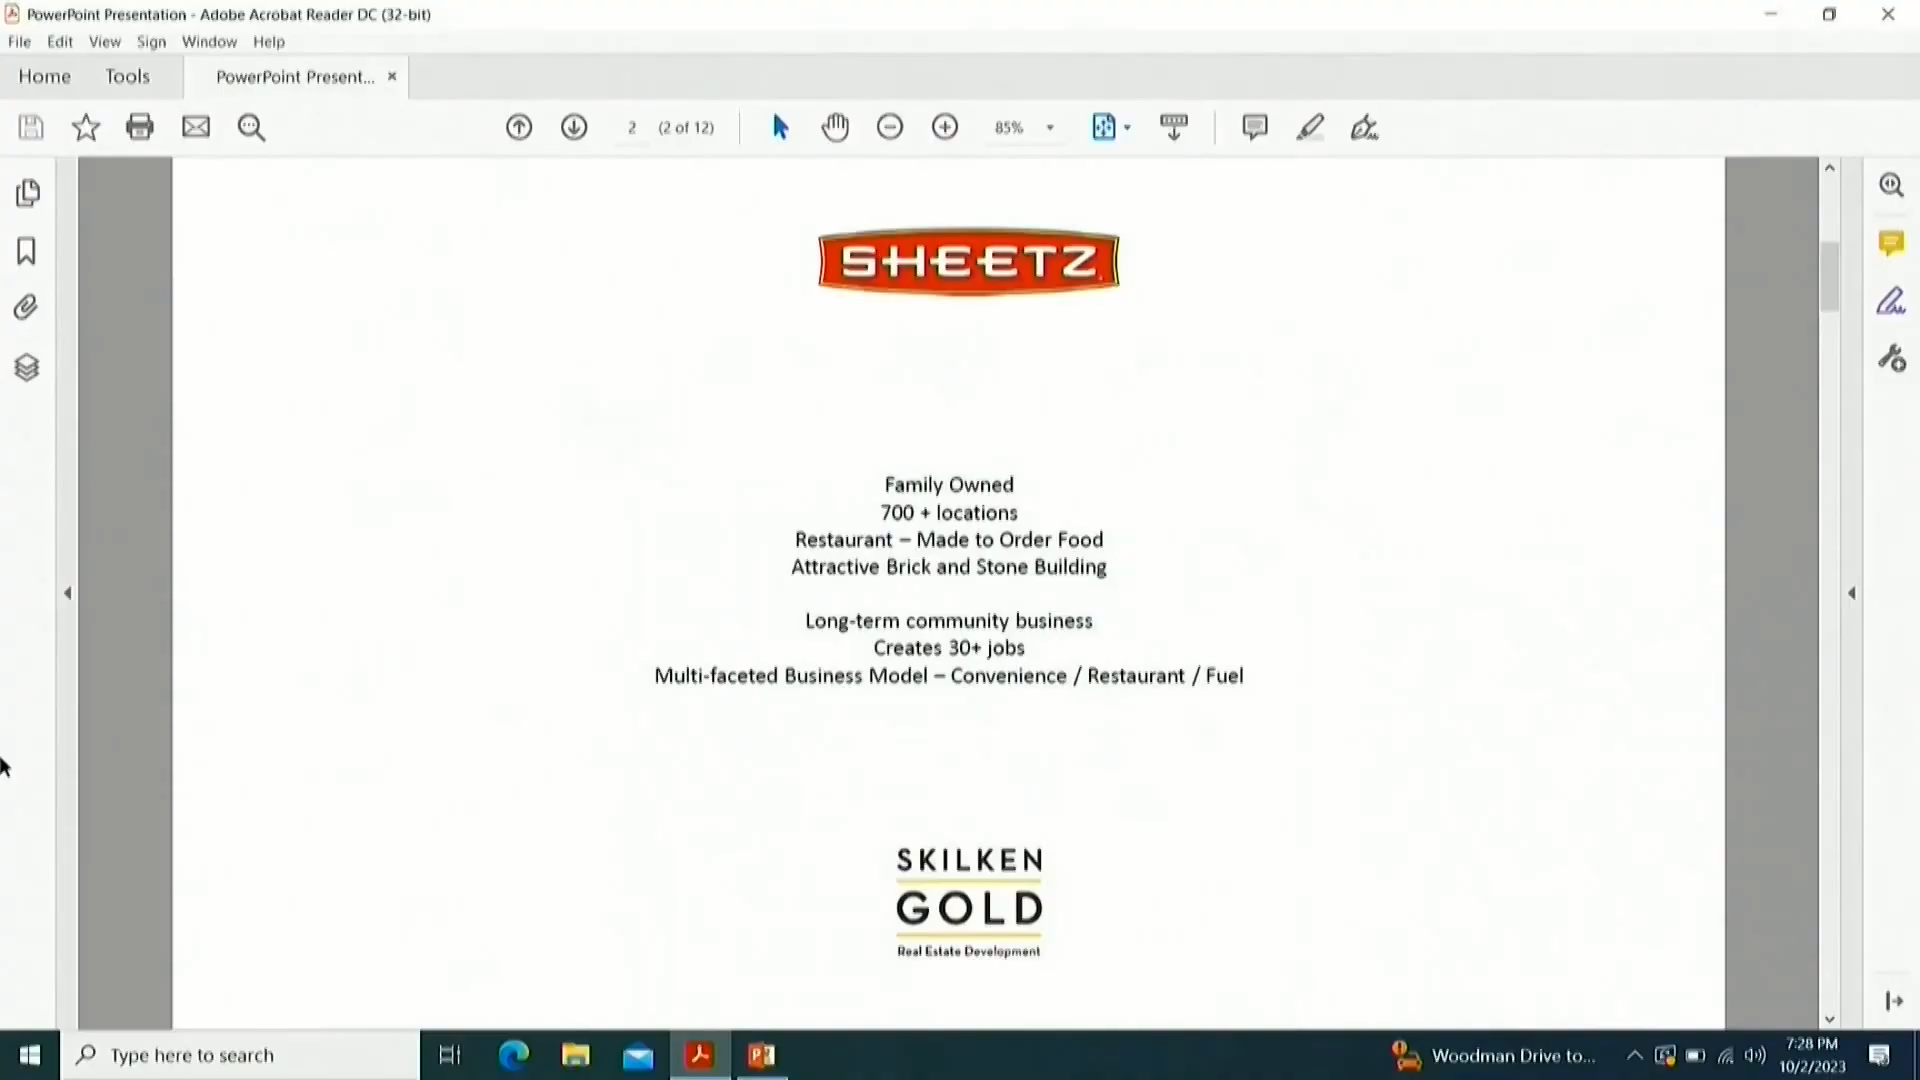 PowerPoint Presentation - Adobe Acrobat Reader DC (32-bit)
File Edit View Sign Window Help
Home Tools PowerPoint Present...
2 (2 of 12) 85%
SHEETZ
Family Owned
700 + locations
Restaurant – Made to Order Food
Attractive Brick and Stone Building
Long-term community business
Creates 30+ jobs
Multi-faceted Business Model – Convenience / Restaurant / Fuel
SKILKEN
GOLD
Real Estate Development
Type here to search
Woodman Drive to...
7:28 PM
10/2/2023